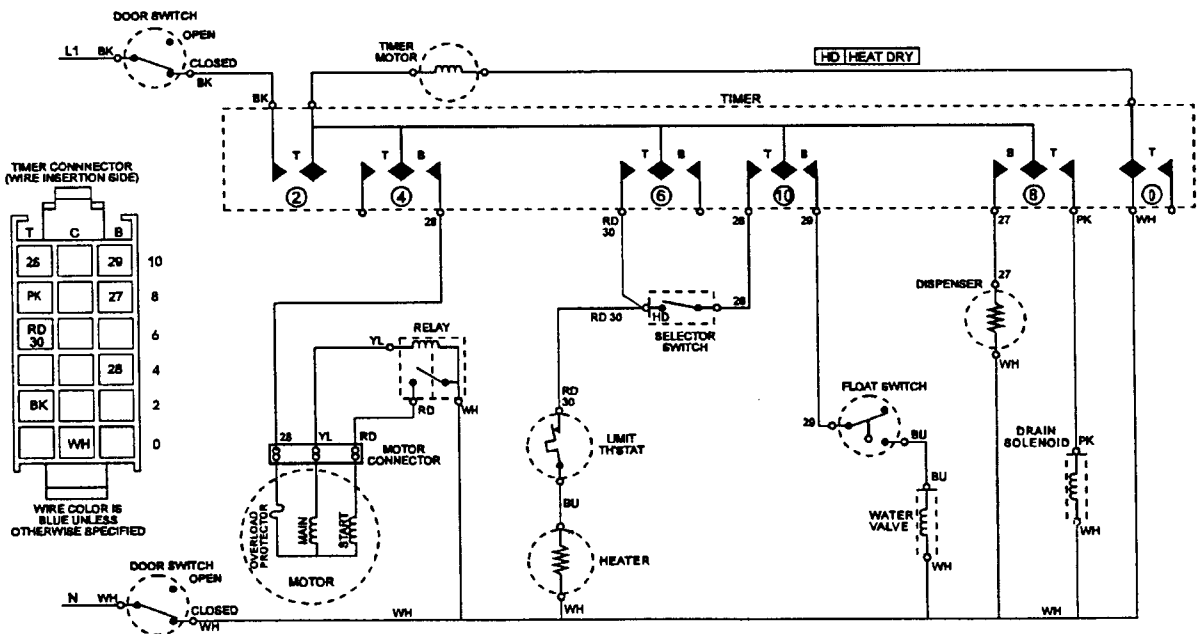 DOOR SWITCH
OPEN
L1 BK
CLOSED
BK
TIMER
MOTOR
HD HEAT DRY
BK
TIMER
T
T B
T B
T B
B T
T
2
4
6
10
8
0
28
RD
30
28
29
27
PK
WH
TIMER CONNNECTOR
(WIRE INSERTION SIDE)
T C B
28 29 10
PK 27 8
RD
30
6
28 4
BK 2
WH 0
WIRE COLOR IS
BLUE UNLESS
OTHERWISE SPECIFIED
RD 30
HD
28
SELECTOR
SWITCH
DISPENSER
27
WH
RELAY
YL
RD
WH
RD
30
LIMIT
TH'STAT
BU
HEATER
WH
FLOAT SWITCH
29
BU
BU
WATER
VALVE
WH
DRAIN
SOLENOID
PK
WH
28 YL RD
MOTOR
CONNECTOR
OVERLOAD
PROTECTOR
MAIN
START
MOTOR
DOOR SWITCH
OPEN
N WH
CLOSED
WH
WH
WH